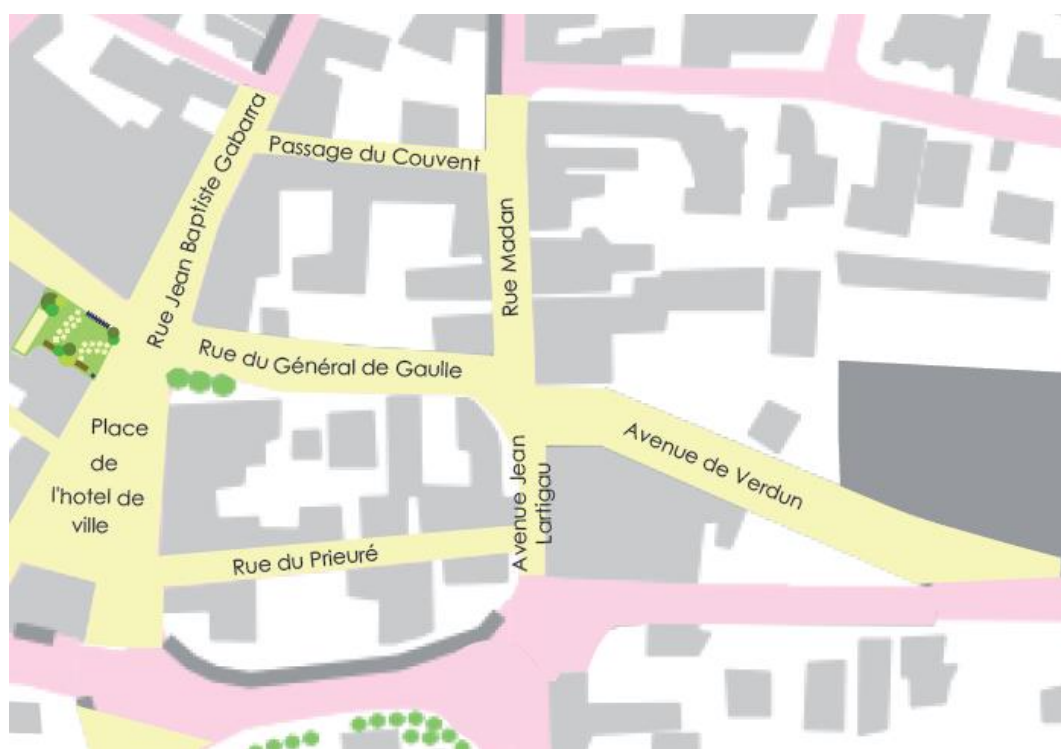 Rue Jean Baptiste Gabarra
Passage du Couvent
Rue Madan
Rue du Général de Gaulle
Place
de
l'hotel de
ville
Avenue Jean
Lartigau
Avenue de Verdun
Rue du Prieuré